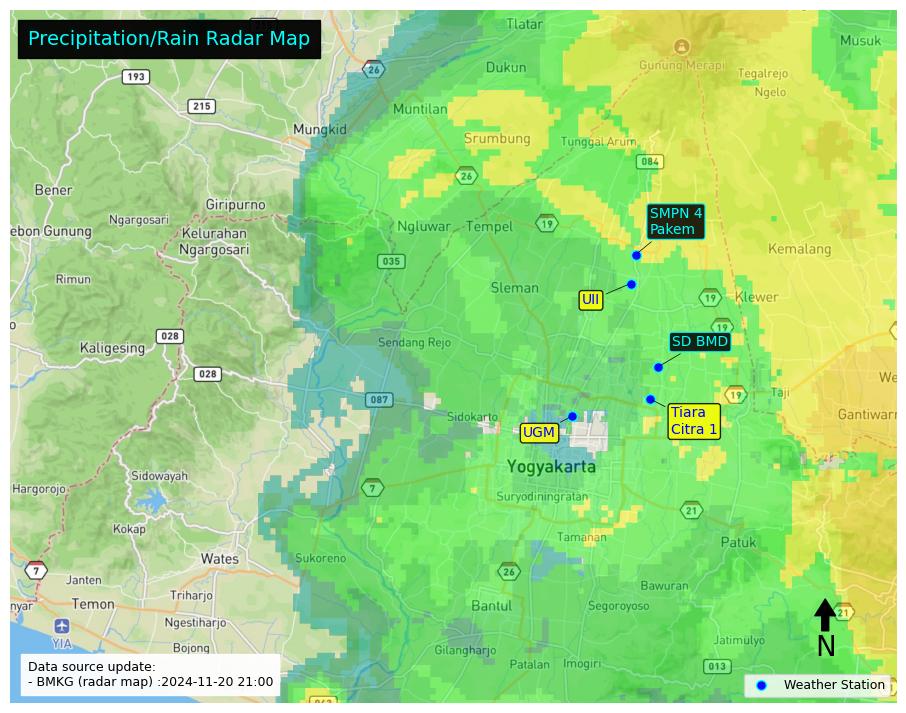 Precipitation/Rain Radar Map
Tlatar
Musuk
Gunung Merapi
26
Dukun
Tegalrejo
193
Ngelo
215
Muntilan
Mungkid
Srumbung
Tunggal Arum
084
26
Bener
Giripurno
Ngargosari
SMPN 4
Pakem
ebon Gunung
Kelurahan
Ngargosari
Ngluwar
Tempel
19
Kemalang
035
Rimun
Sleman
UII
19
Klewer
19
028
Kaligesing
Sendang Rejo
SD BMD
028
We
087
19
Taji
Sidokarto
Tiara
Citra 1
Gantiwarn
UGM
Yogyakarta
Sidowayah
Hargorojo
7
Suryodiningratan
21
Kokap
Tamanan
Patuk
Wates
Sukoreno
7
26
Janten
Bawuran
Triharjo
nyar
Temon
Bantul
Segoroyoso
21
Ngestiharjo
YIA
N
Bojong
Gilangharjo
Jatimulyo
Patalan
Imogiri
013
Data source update:
- BMKG (radar map) :2024-11-20 21:00
Weather Station